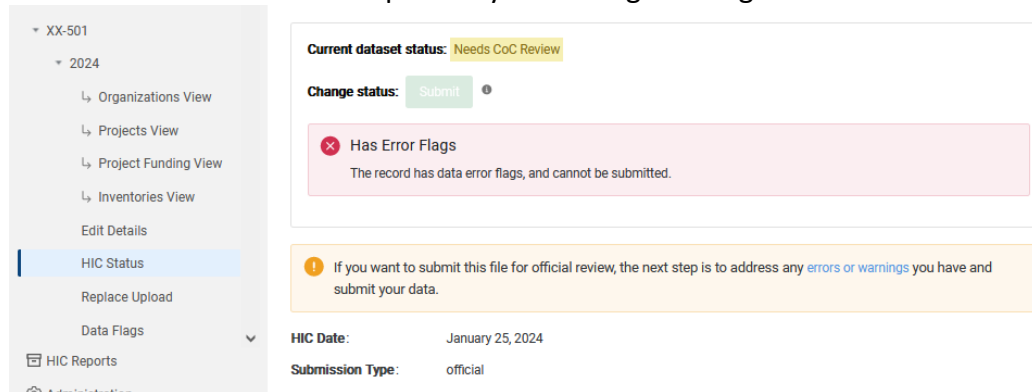 XX-501
2024
↳ Organizations View
↳ Projects View
↳ Project Funding View
↳ Inventories View
Edit Details
HIC Status
Replace Upload
Data Flags
HIC Reports
Current dataset status: Needs CoC Review
Change status: Submit
Has Error Flags
The record has data error flags, and cannot be submitted.
If you want to submit this file for official review, the next step is to address any errors or warnings you have and
submit your data.
HIC Date: January 25, 2024
Submission Type: official